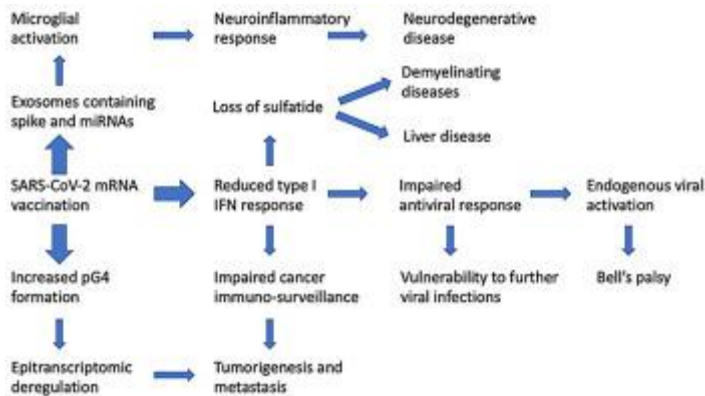 Microglial
activation
Neuroinflammatory
response
Neurodegenerative
disease
Demyelinating
diseases
Exosomes containing
spike and miRNAs
Loss of sulfatide
Liver disease
SARS-CoV-2 mRNA
vaccination
Reduced type I
IFN response
Impaired
antiviral response
Endogenous viral
activation
Increased pG4
formation
Impaired cancer
immuno-surveillance
Vulnerability to further
viral infections
Bell's palsy
Epitranscriptomic
deregulation
Tumorigenesis and
metastasis